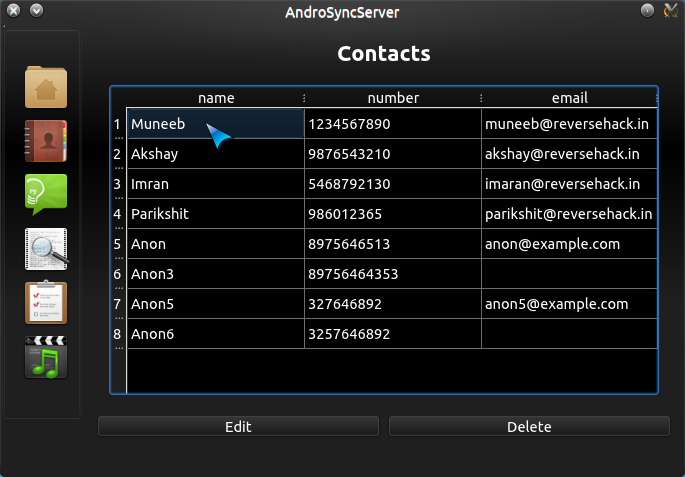 AndroSyncServer
Contacts
name number email
1 Muneeb 1234567890 muneeb@reversehack.in
2 Akshay 9876543210 akshay@reversehack.in
3 Imran 5468792130 imaran@reversehack.in
4 Parikshit 986012365 parikshit@reversehack.in
5 Anon 8975646513 anon@example.com
6 Anon3 89756464353
7 Anon5 327646892 anon5@example.com
8 Anon6 3257646892
Edit Delete